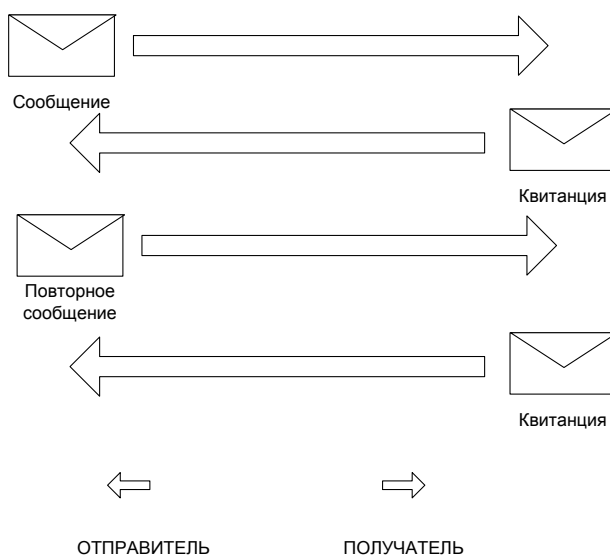 Сообщение
Квитанция
Повторное
сообщение
Квитанция
ОТПРАВИТЕЛЬ
ПОЛУЧАТЕЛЬ